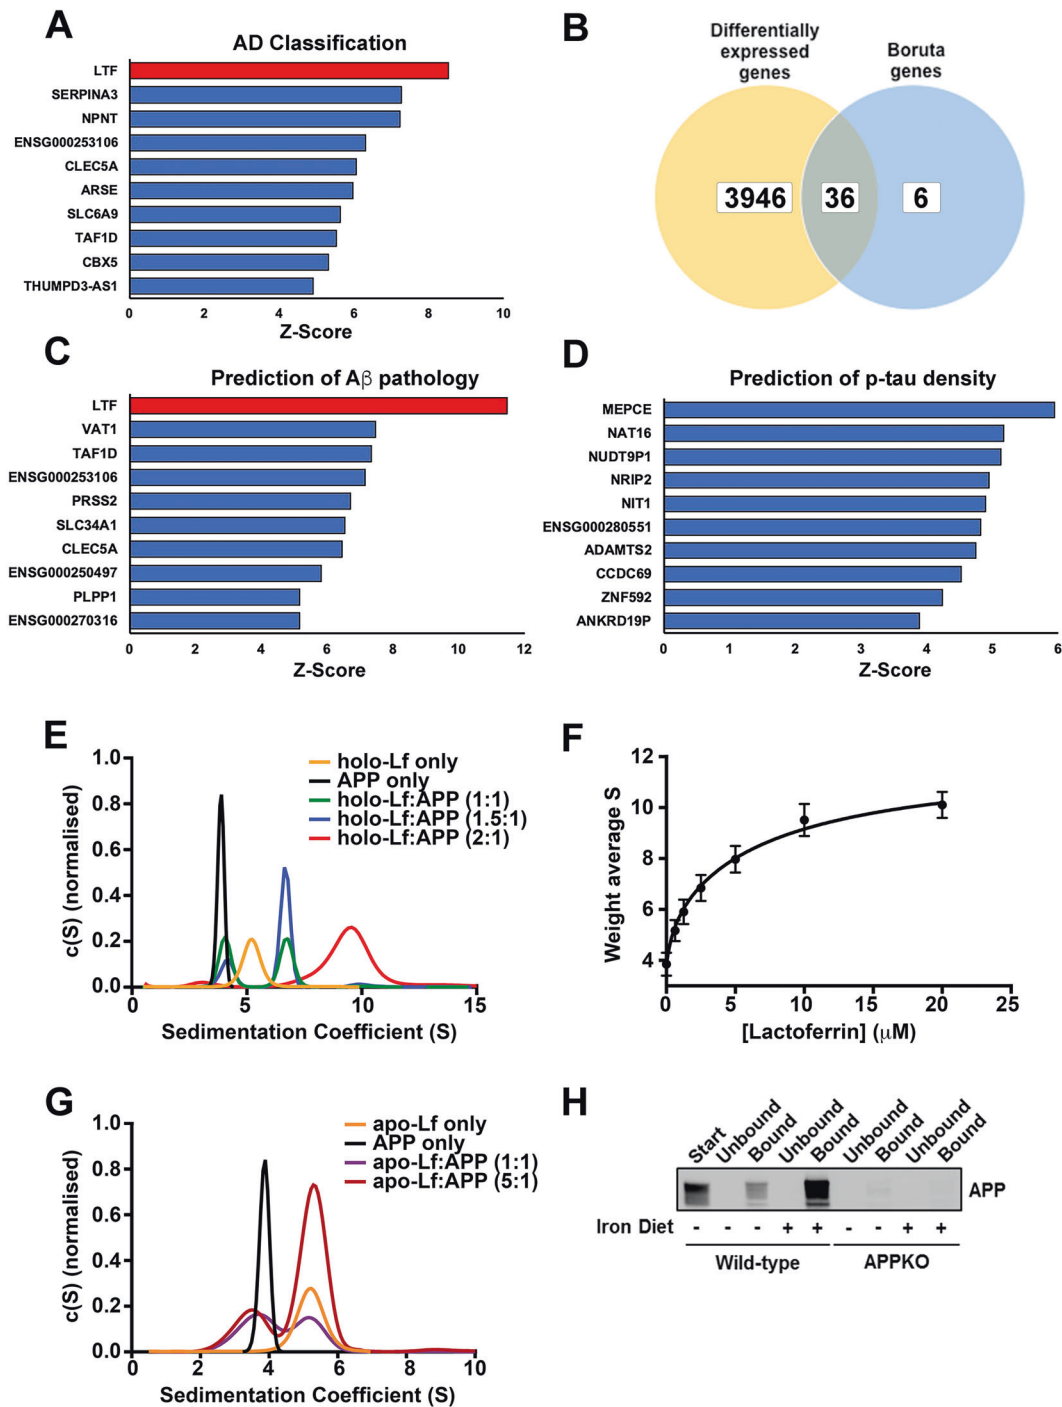 A
AD Classification
LTF
SERPINA3
NPNT
ENSG000253106
CLEC5A
ARSE
SLC6A9
TAF1D
CBX5
THUMPD3-AS1
0 2 4 6 8 10
Z-Score
B
Differentially
expressed
genes
Boruta
genes
3946 36 6
C
Prediction of Aβ pathology
LTF
VAT1
TAF1D
ENSG000253106
PRSS2
SLC34A1
CLEC5A
ENSG000250497
PLPP1
ENSG000270316
0 2 4 6 8 10 12
Z-Score
D
Prediction of p-tau density
MEPCE
NAT16
NUDT9P1
NRIP2
NIT1
ENSG000280551
ADAMTS2
CCDC69
ZNF592
ANKRD19P
0 1 2 3 4 5 6
Z-Score
E
c(S) (normalised)
1.0
0.8
0.6
0.4
0.2
0.0
holo-Lf only
APP only
holo-Lf:APP (1:1)
holo-Lf:APP (1.5:1)
holo-Lf:APP (2:1)
0 5 10 15
Sedimentation Coefficient (S)
F
Weight average S
12
10
8
6
4
0 5 10 15 20 25
[Lactoferrin] (μM)
G
c(S) (normalised)
1.0
0.8
0.6
0.4
0.2
0.0
apo-Lf only
APP only
apo-Lf:APP (1:1)
apo-Lf:APP (5:1)
0 2 4 6 8 10
Sedimentation Coefficient (S)
H
Start
Unbound
Bound
Unbound
Bound
Unbound
Bound
Unbound
Bound
APP
Iron Diet - - - + + - - + +
Wild-type APPKO